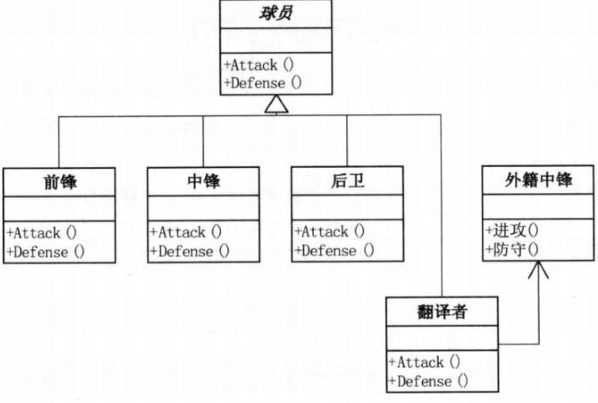 球员
+Attack()
+Defense()
前锋
+Attack()
+Defense()
中锋
+Attack()
+Defense()
后卫
+Attack()
+Defense()
外籍中锋
+进攻()
+防守()
翻译者
+Attack()
+Defense()